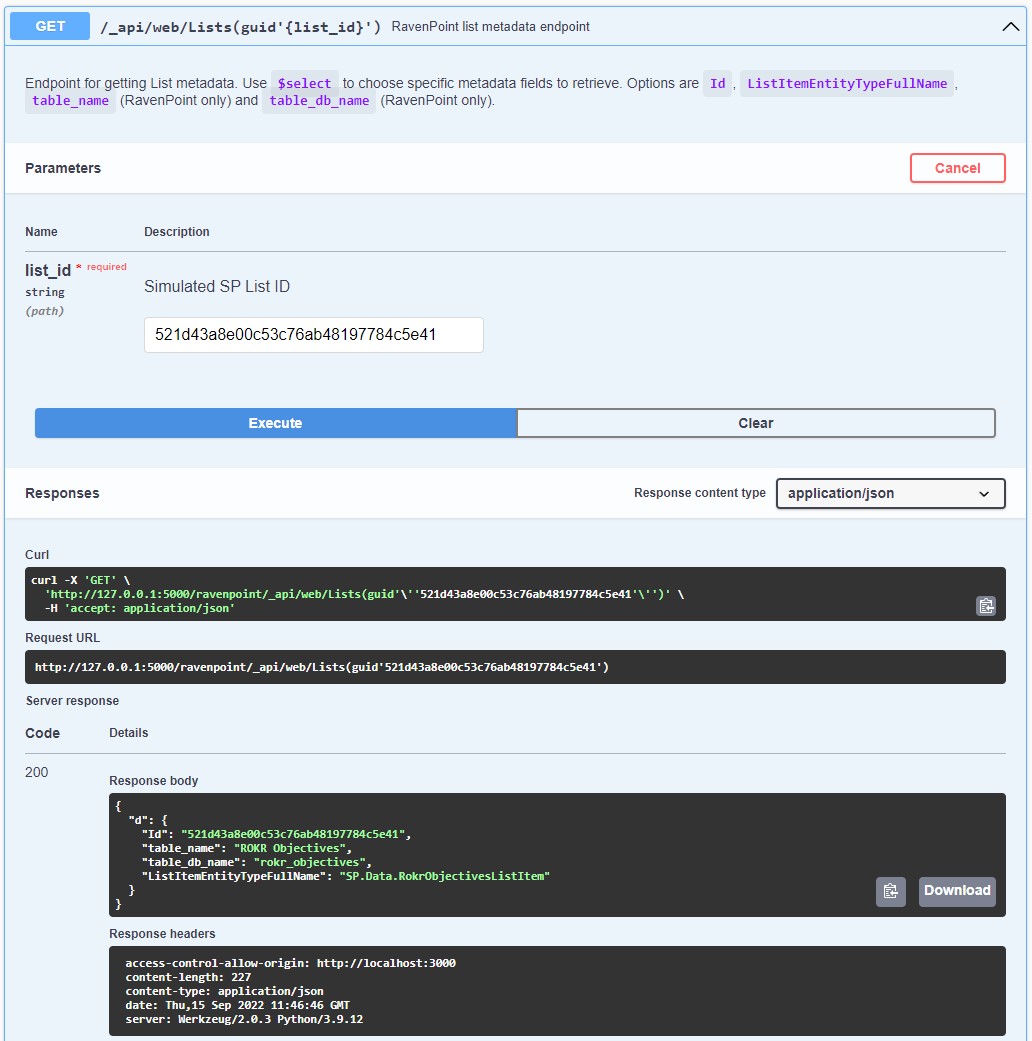 GET /_api/web/Lists(guid'{list_id}') RavenPoint list metadata endpoint
Endpoint for getting List metadata. Use $select to choose specific metadata fields to retrieve. Options are Id, ListItemEntityTypeFullName,
table_name (RavenPoint only) and table_db_name (RavenPoint only).
Parameters Cancel
Name Description
list_id * required
string
(path)
Simulated SP List ID
521d43a8e00c53c76ab48197784c5e41
Execute Clear
Responses Response content type application/json
Curl
curl -X 'GET' \
'http://127.0.0.1:5000/ravenpoint/_api/web/Lists(guid'\''521d43a8e00c53c76ab48197784c5e41'\'')' \
-H 'accept: application/json'
Request URL
http://127.0.0.1:5000/ravenpoint/_api/web/Lists(guid'521d43a8e00c53c76ab48197784c5e41')
Server response
Code Details
200
Response body
{
"d": {
"Id": "521d43a8e00c53c76ab48197784c5e41",
"table_name": "ROKR Objectives",
"table_db_name": "rokr_objectives",
"ListItemEntityTypeFullName": "SP.Data.RokrObjectivesListItem"
}
}
Download
Response headers
access-control-allow-origin: http://localhost:3000
content-length: 227
content-type: application/json
date: Thu,15 Sep 2022 11:46:46 GMT
server: Werkzeug/2.0.3 Python/3.9.12